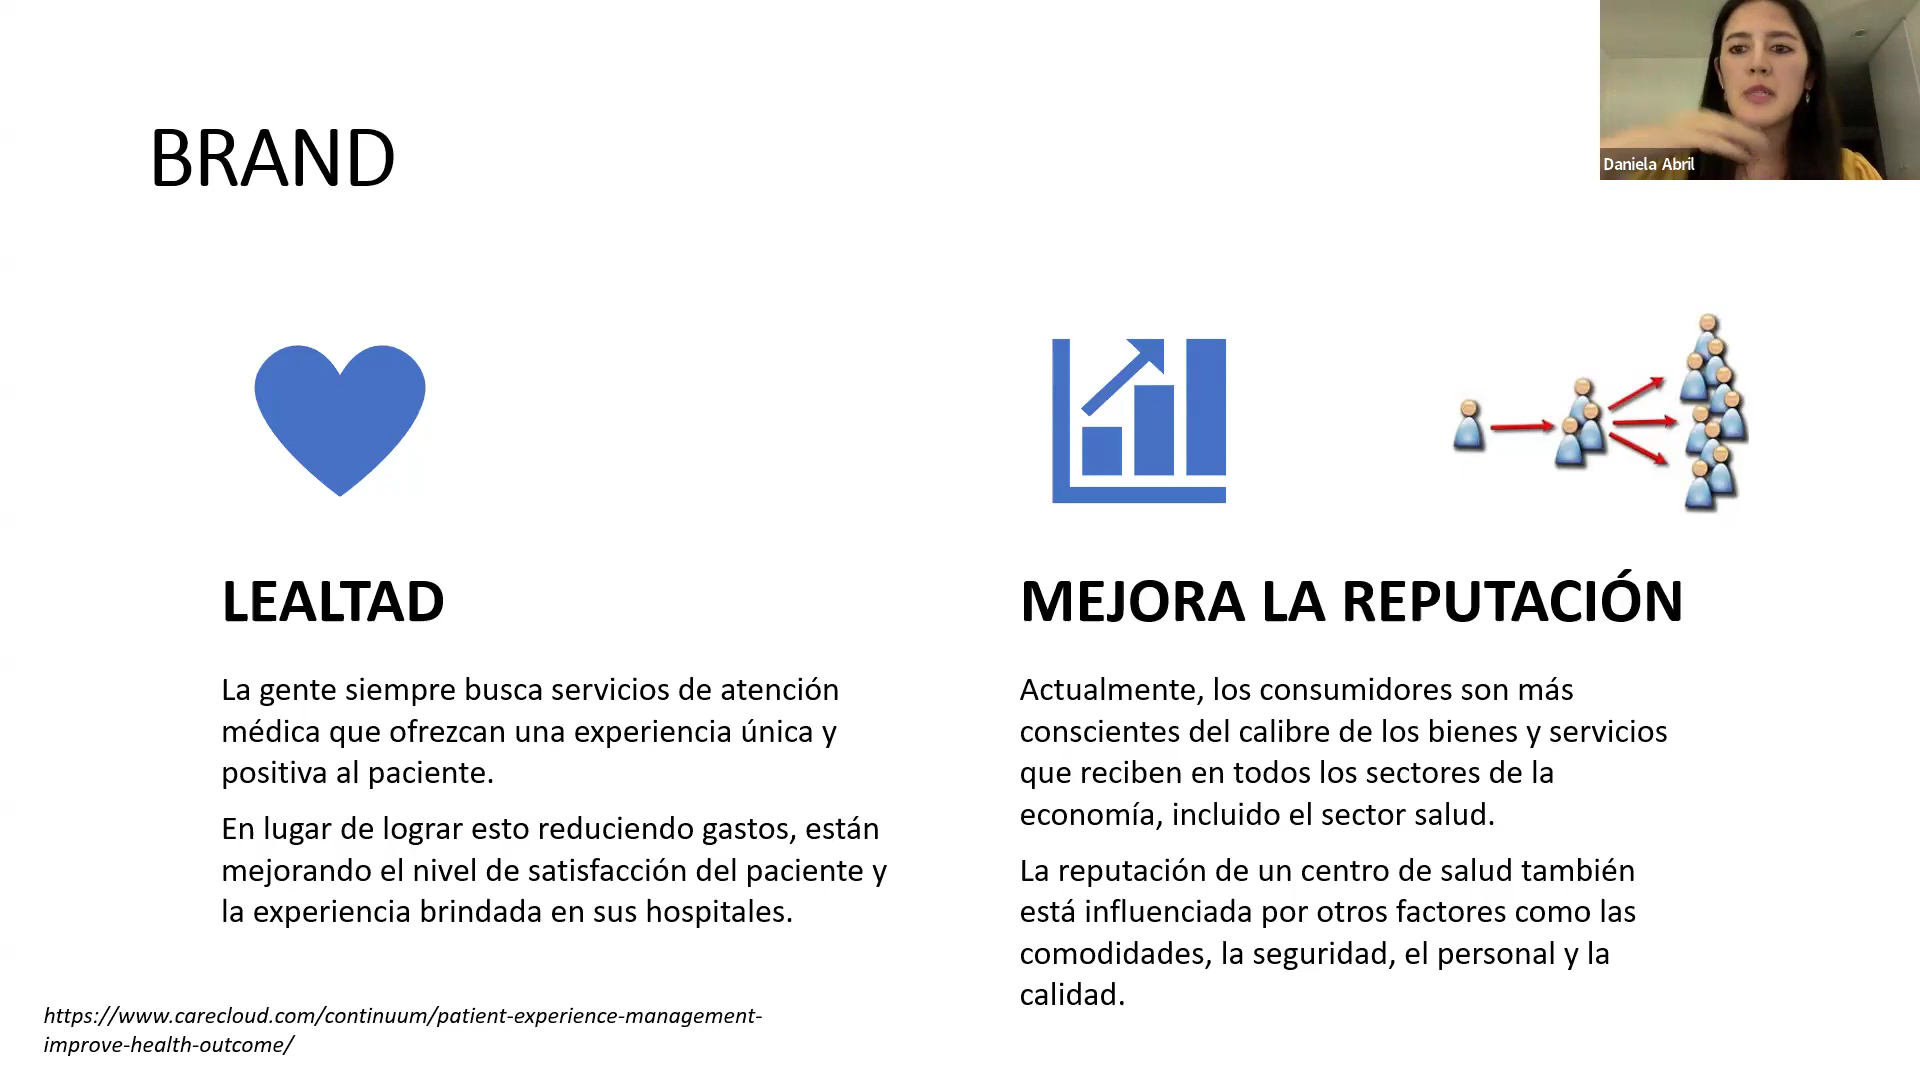 BRAND
Daniela Abril
LEALTAD
La gente siempre busca servicios de atención
médica que ofrezcan una experiencia única y
positiva al paciente.
En lugar de lograr esto reduciendo gastos, están
mejorando el nivel de satisfacción del paciente y
la experiencia brindada en sus hospitales.
MEJORA LA REPUTACIÓN
Actualmente, los consumidores son más
conscientes del calibre de los bienes y servicios
que reciben en todos los sectores de la
economía, incluido el sector salud.
La reputación de un centro de salud también
está influenciada por otros factores como las
comodidades, la seguridad, el personal y la
calidad.
https://www.carecloud.com/continuum/patient-experience-management-
improve-health-outcome/